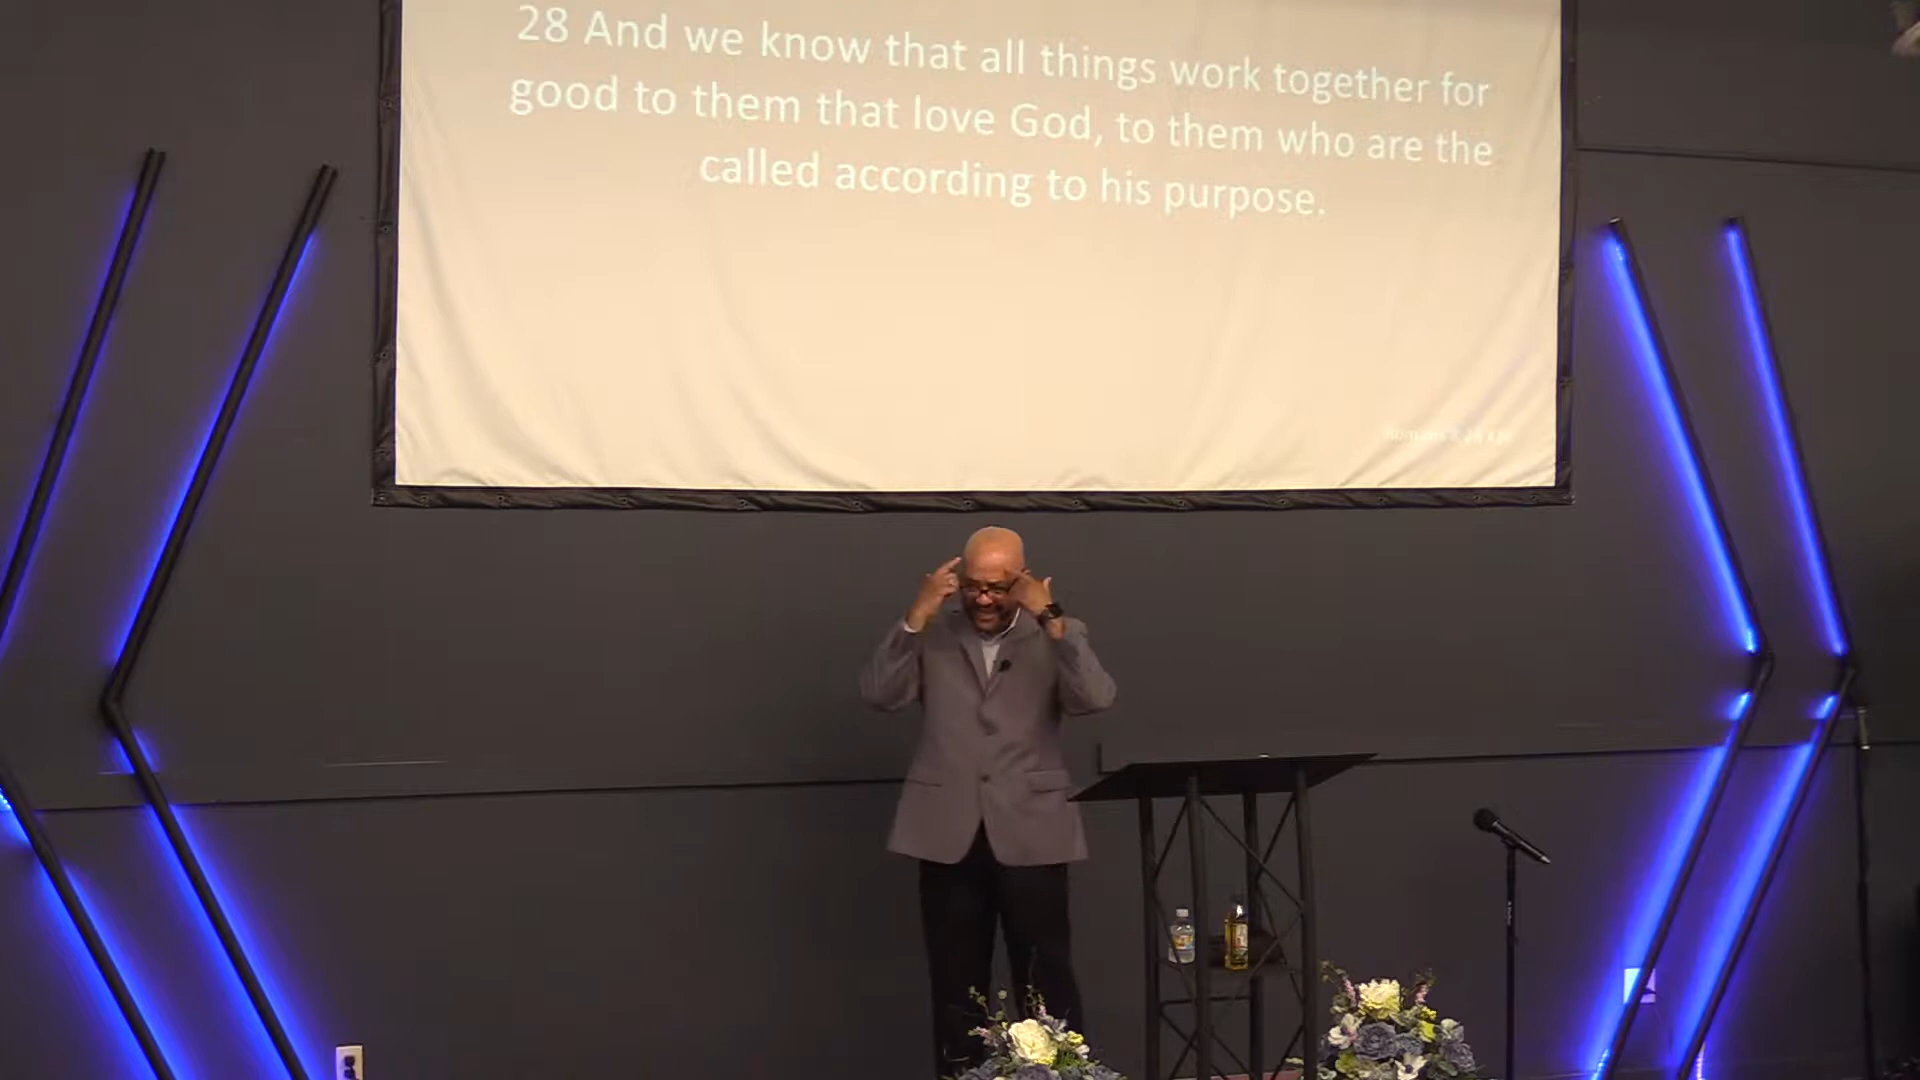 28 And we know that all things work together for
good to them that love God, to them who are the
called according to his purpose.